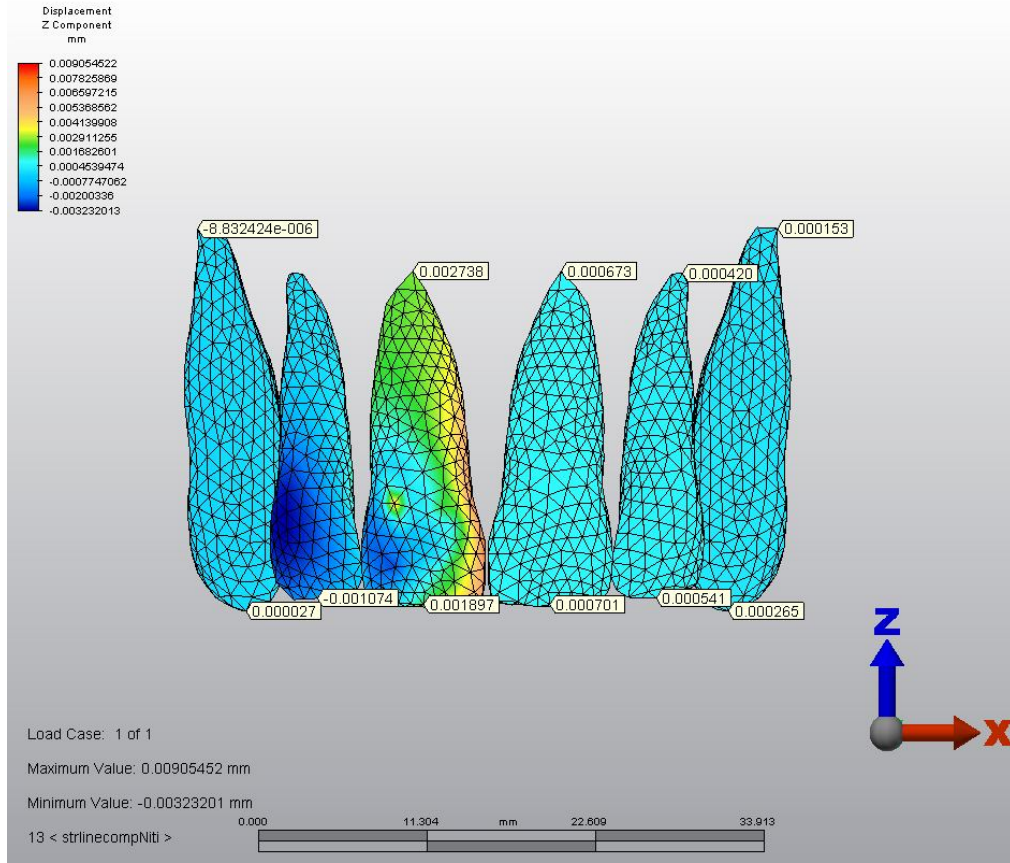 Displacement
Z Component
mm
0.009054522
0.007825869
0.006597215
0.005368562
0.004139908
0.002911255
0.001682601
0.0004539474
-0.0007747062
-0.00200336
-0.003232013
-8.832424e-006
0.000153
0.002738
0.000673
0.000420
0.000027
-0.001074
0.001897
0.000701
0.000541
0.000265
Z
X
Load Case: 1 of 1
Maximum Value: 0.00905452 mm
Minimum Value: -0.00323201 mm
0.000 11.304 mm 22.609 33.913
13 < strlinecompNiti >